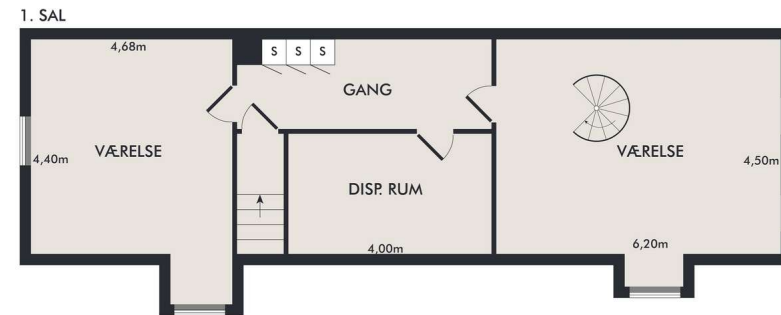 1. SAL
4,68m
S S S
GANG
VÆRELSE
4,40m
DISP. RUM
4,00m
VÆRELSE
4,50m
6,20m